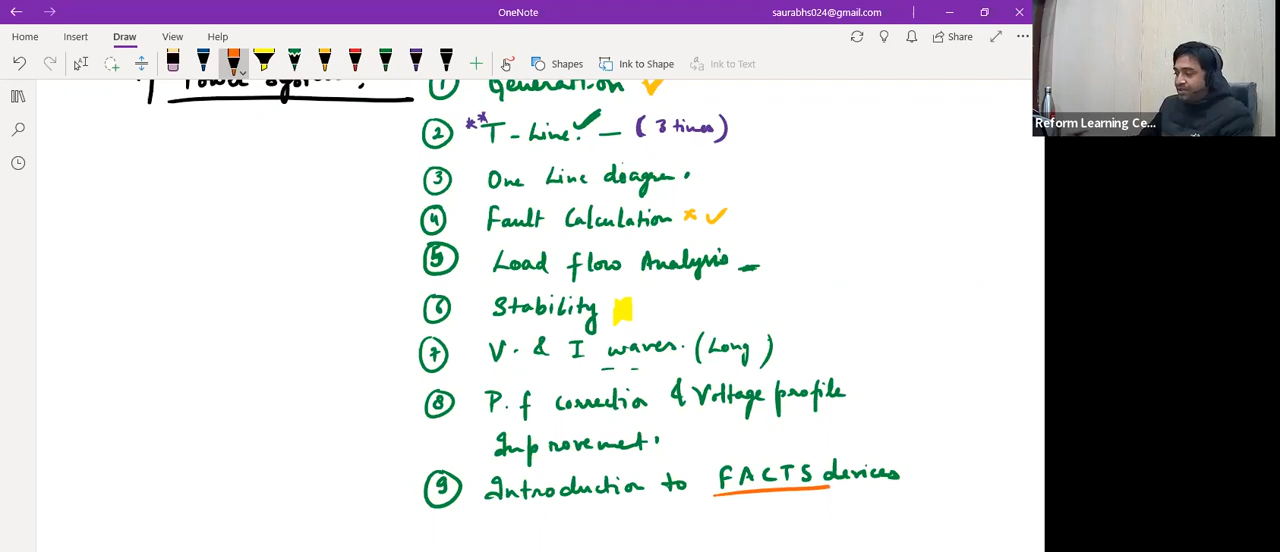 OneNote
saurabhs024@gmail.com
Home Insert Draw View Help
Share
Shapes Ink to Shape Ink to Text
Power System
① Generation ✓
② ** T-Line. ✓ - (3 times)
③ One Line diagram.
④ Fault Calculation * ✓
⑤ Load flow Analysis -
⑥ Stability
⑦ V. & I waves. (Long)
⑧ P.f correction & Voltage profile
Improvement.
⑨ Introduction to FACTS devices
Reform Learning Ce...